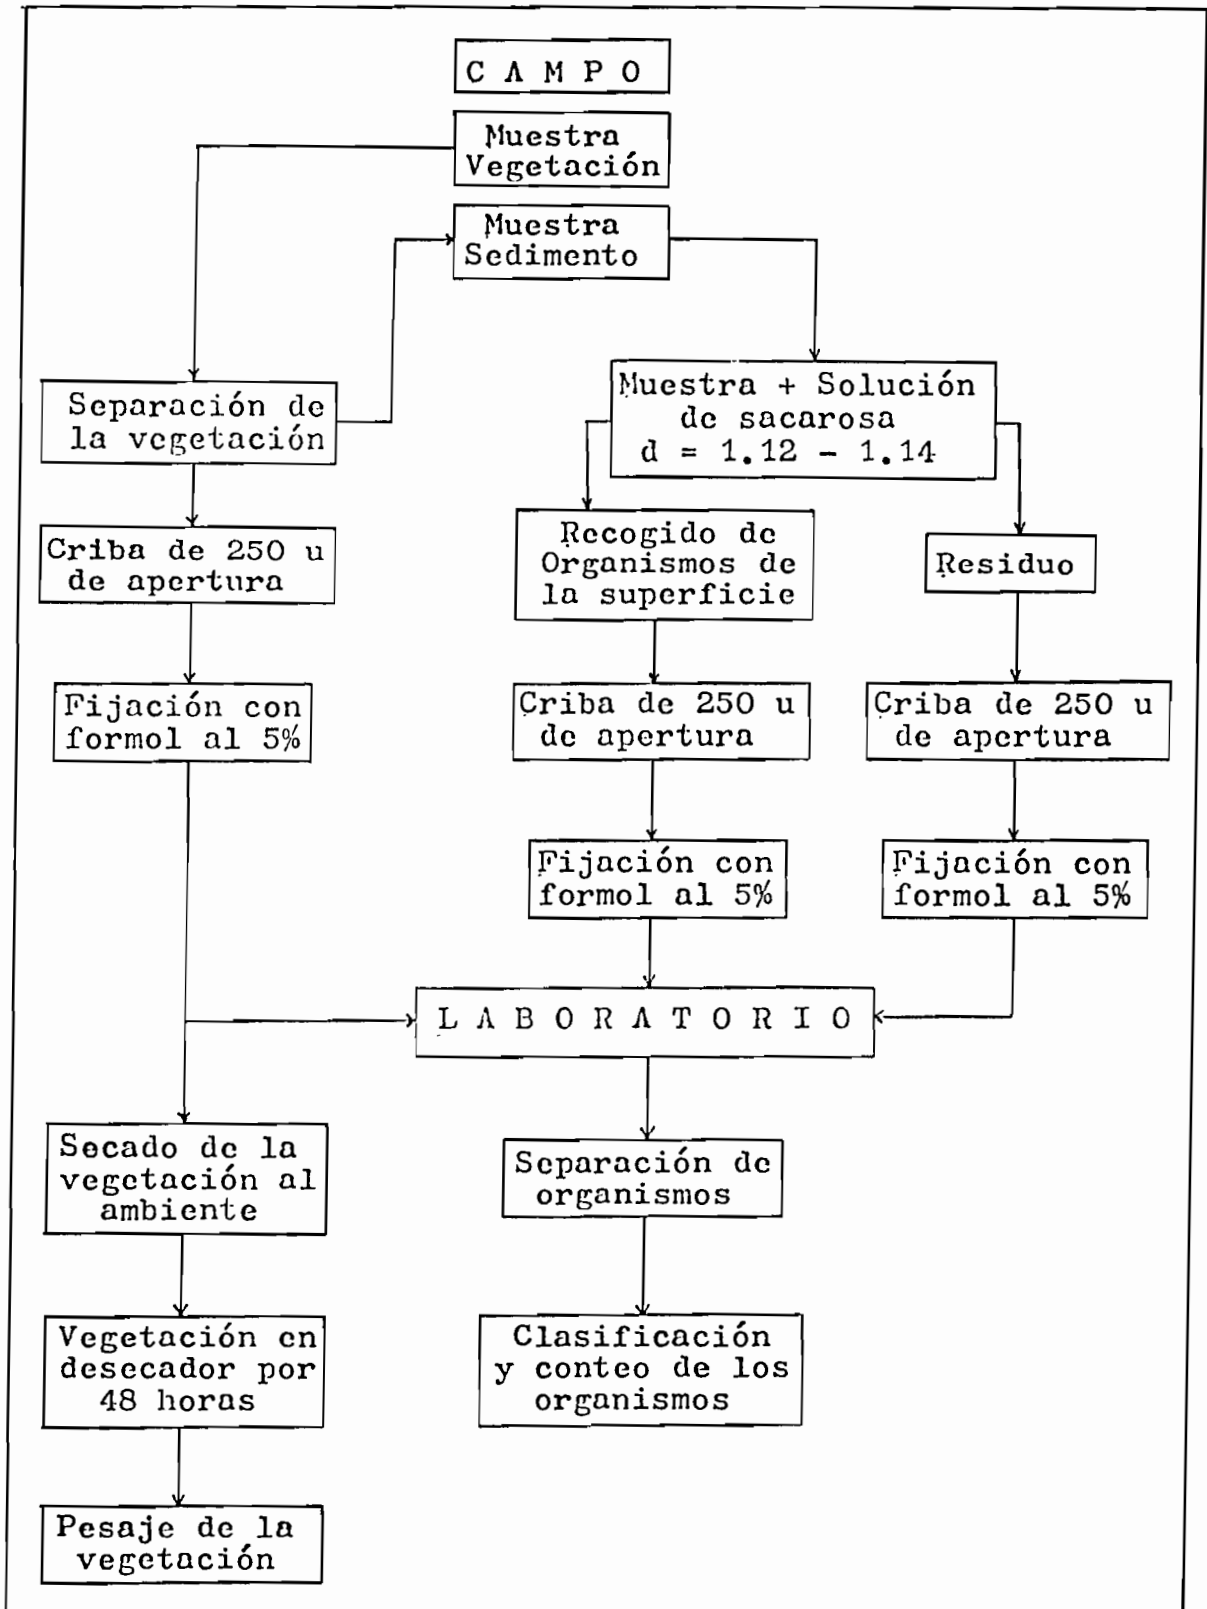 C A M P O
Muestra
Vegetación
Muestra
Sedimento
Separación de
la vegetación
Muestra + Solución
de sacarosa
d = 1.12 - 1.14
Criba de 250 u
de apertura
Recogido de
Organismos de
la superficie
Residuo
Fijación con
formol al 5%
Criba de 250 u
de apertura
Criba de 250 u
de apertura
Fijación con
formol al 5%
Fijación con
formol al 5%
L A B O R A T O R I O
Secado de la
vegetación al
ambiente
Separación de
organismos
Vegetación en
desecador por
48 horas
Clasificación
y conteo de los
organismos
Pesaje de la
vegetación